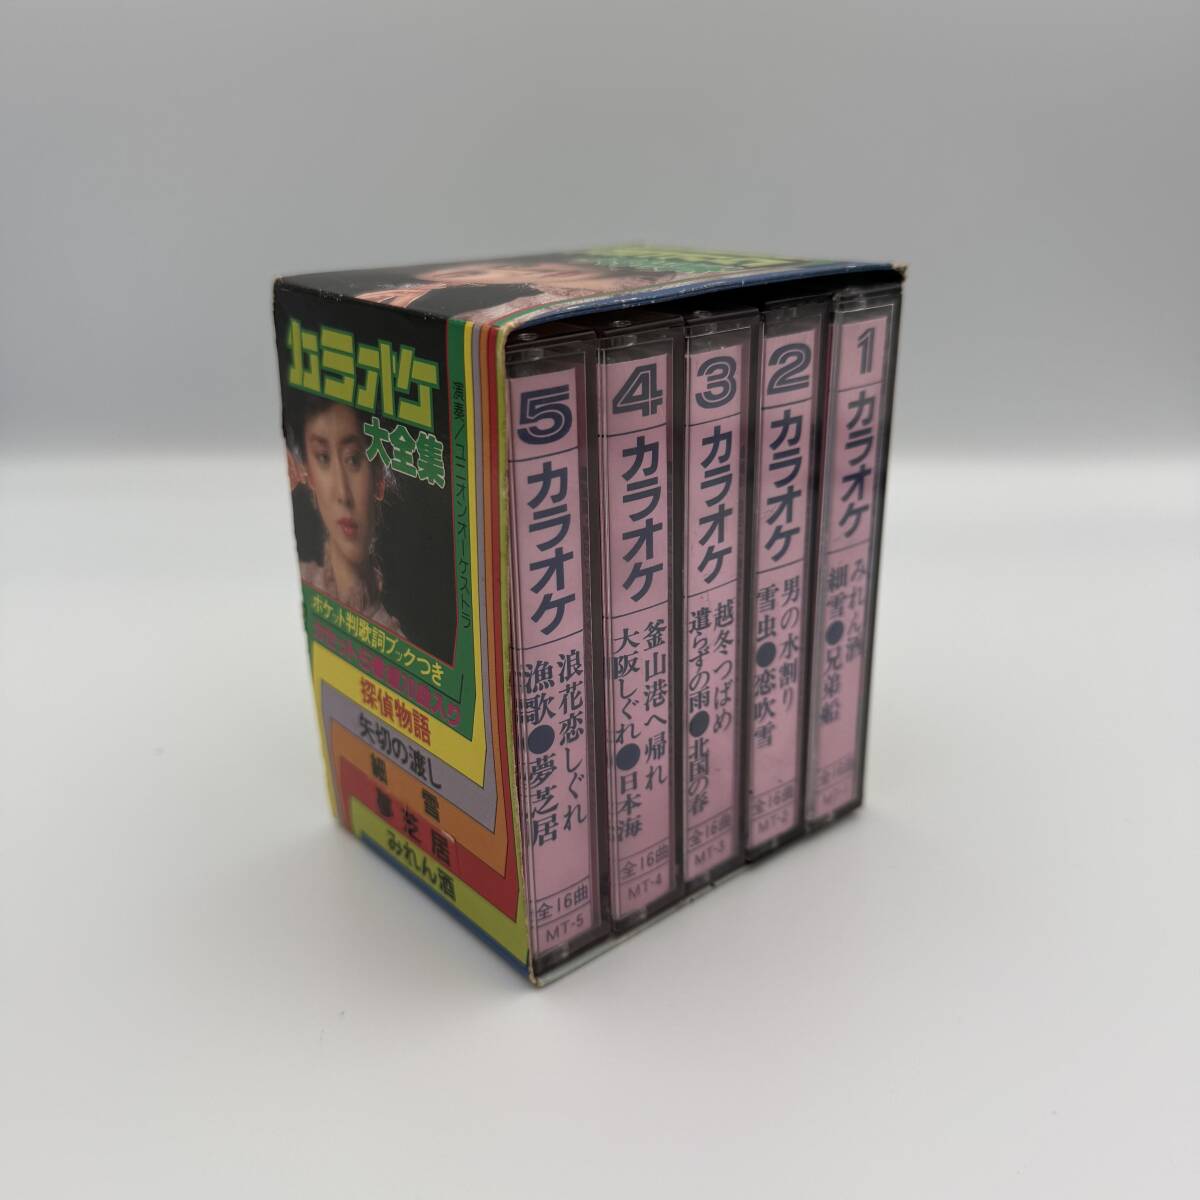 カラオケ
大全集
演奏/ユニオンオーケストラ
ポケット判歌詞ブックつき
探偵物語
矢切の渡し
細雪
夢芝居
みれん酒
5
カラオケ
浪花恋しぐれ
漁歌●夢芝居
全16曲
MT-5
4
カラオケ
釜山港へ帰れ
大阪しぐれ●日本海
全16曲
MT-4
3
カラオケ
越冬つばめ
遣らずの雨●北国の春
全16曲
MT-3
2
カラオケ
男の水割り
雪虫●恋吹雪
全16曲
MT-2
1
カラオケ
みれん酒
細雪●兄弟船
全16曲
MT-1